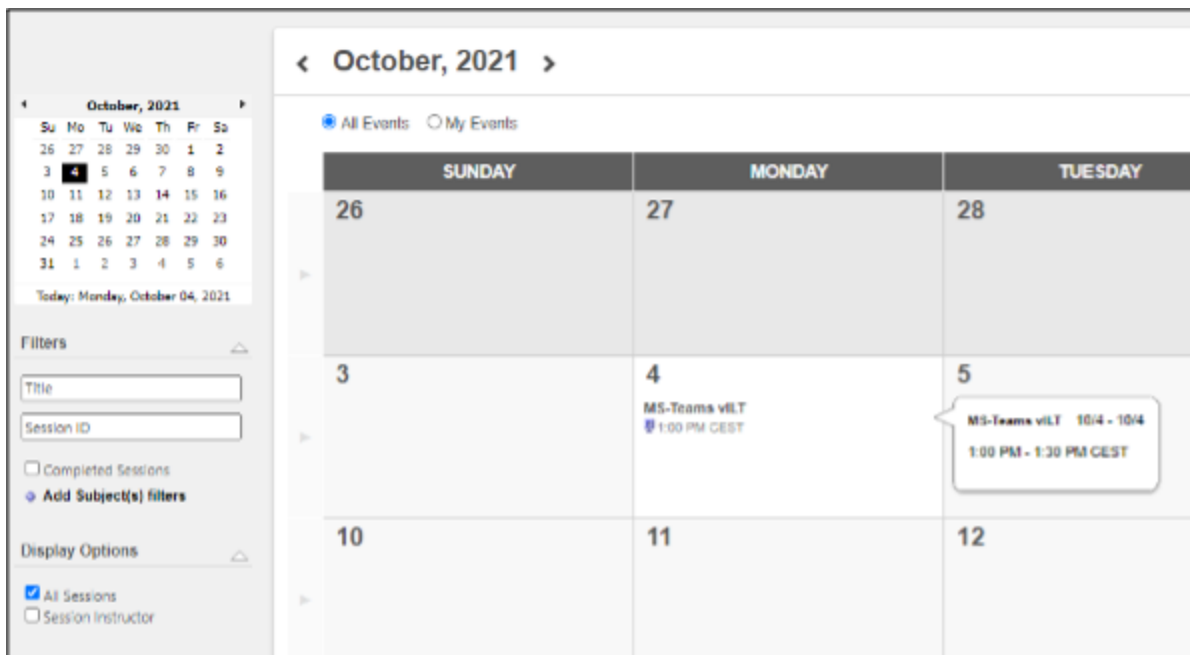 October, 2021
Su Mo Tu We Th Fr Sa
26 27 28 29 30 1 2
3 4 5 6 7 8 9
10 11 12 13 14 15 16
17 18 19 20 21 22 23
24 25 26 27 28 29 30
31 1 2 3 4 5 6
Today: Monday, October 04, 2021
Filters
Title
Session ID
Completed Sessions
Add Subject(s) filters
Display Options
All Sessions
Session Instructor
October, 2021
All Events My Events
SUNDAY MONDAY TUESDAY
26 27 28
3 4 5
MS-Teams vILT
1:00 PM CEST
MS-Teams vILT 10/4 - 10/4
1:00 PM - 1:30 PM CEST
10 11 12